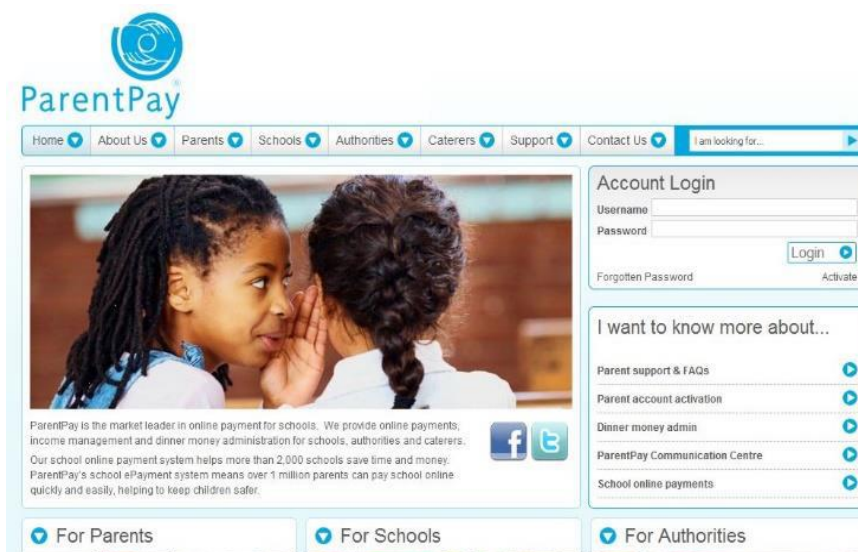 ParentPay
Home About Us Parents Schools Authorities Caterers Support Contact Us I am looking for...
Account Login
Username
Password
Login
Forgotten Password Activate
I want to know more about...
Parent support & FAQs
Parent account activation
Dinner money admin
ParentPay Communication Centre
School online payments
ParentPay is the market leader in online payment for schools. We provide online payments,
income management and dinner money administration for schools, authorities and caterers.
Our school online payment system helps more than 2,000 schools save time and money.
ParentPay's school ePayment system means over 1 million parents can pay school online
quickly and easily, helping to keep children safer.
For Parents
For Schools
For Authorities